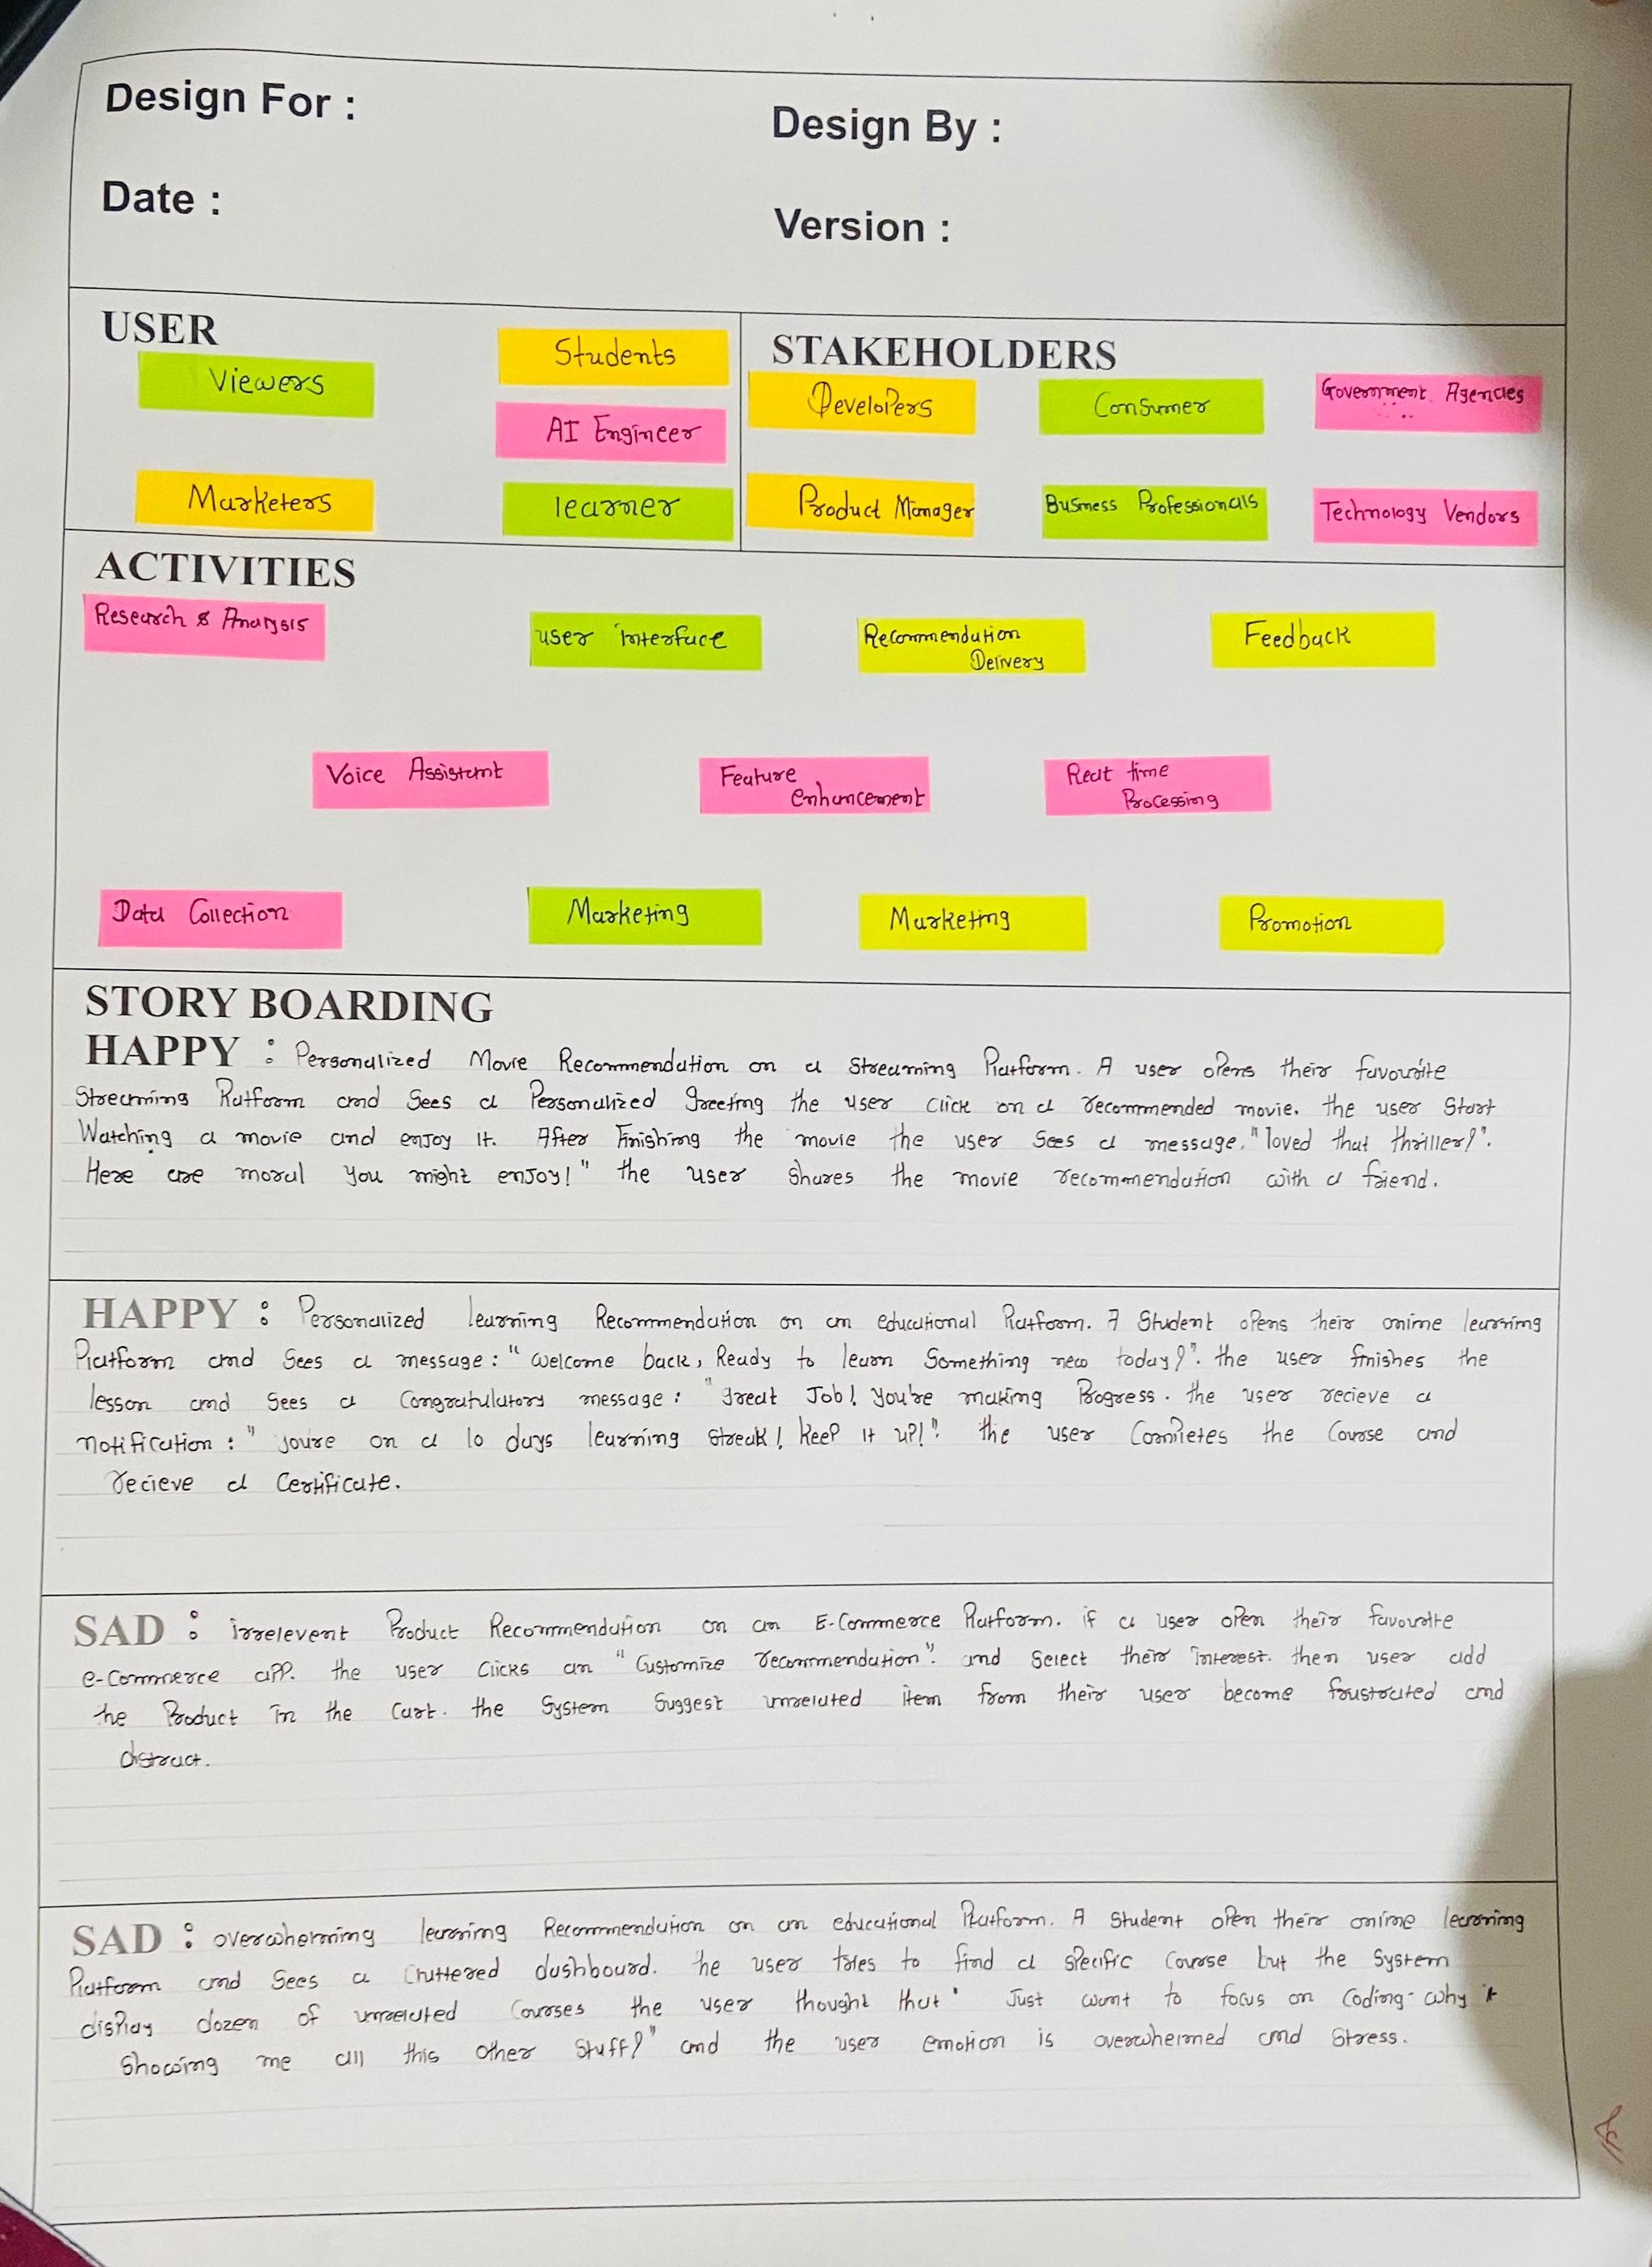 Design For :
Design By :
Date :
Version :
USER
Viewers
Students
AI Engineer
Marketers
learner
STAKEHOLDERS
Developers
Consumer
Government Agencies
Product Manager
Business Professionals
Technology Vendors
ACTIVITIES
Research & Analysis
user interface
Recommendation
Delivery
Feedback
Voice Assistant
Feature
enhancement
Real time
Processing
Data Collection
Marketing
Marketing
Promotion
STORY BOARDING
HAPPY : Personalized Movie Recommendation on a Streaming Platform. A user opens their favourite
Streaming Platform and Sees a Personalized Greeting the user click on a recommended movie. the user Start
Watching a movie and enjoy it. After Finishing the movie the user Sees a message. "loved that thriller?".
Here are moral you might enjoy!" the user shares the movie recommendation with a friend.
HAPPY : Personalized learning Recommendation on an educational Platform. A Student opens their online learning
Platform and Sees a message: "welcome back, Ready to learn Something new today?". the user finishes the
lesson and Sees a Congratulatory message: "Great Job! you're making Progress. the user recieve a
notification: "youre on a 10 days learning Streak! keep it up!". the user Completes the Course and
recieve a Certificate.
SAD : irrelevent Product Recommendation on an E-Commerce Platform. if a user open their favourite
e-Commerce app. the user Clicks an "Customize recommendation". and Select their interest. then user add
the Product in the Cart. the System Suggest unrelated item from their user become frustrated and
distract.
SAD : overwhelming learning Recommendation on an educational Platform. A Student open their online learning
Platform and Sees a Cluttered dashboard. he user tries to find a specific Course but the System
display dozen of unrelated Courses the user thought that " Just want to focus on Coding- why it
Showing me all this other Stuff?" and the user emotion is overwhelmed and Stress.